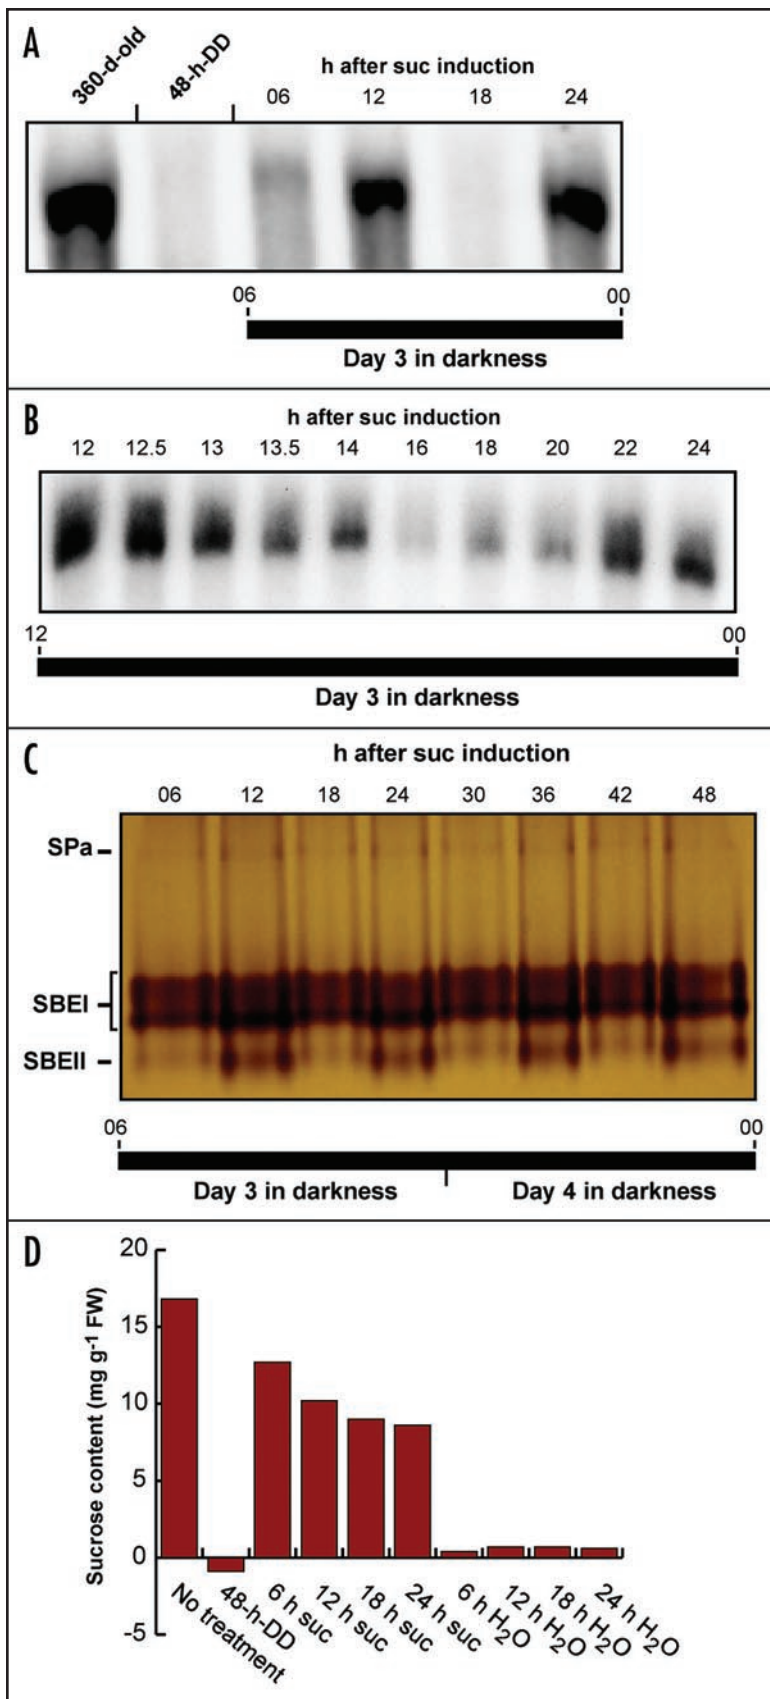 A
360-d-old
48-h-DD
h after suc induction
06 12 18 24
06 00
Day 3 in darkness
B
h after suc induction
12 12.5 13 13.5 14 16 18 20 22 24
12 00
Day 3 in darkness
C
h after suc induction
06 12 18 24 30 36 42 48
SPa
SBEI
SBEII
06 00
Day 3 in darkness Day 4 in darkness
D
Sucrose content (mg g⁻¹ FW)
20
15
10
5
0
-5
No treatment
48-h-DD
6 h suc
12 h suc
18 h suc
24 h suc
6 h H₂O
12 h H₂O
18 h H₂O
24 h H₂O